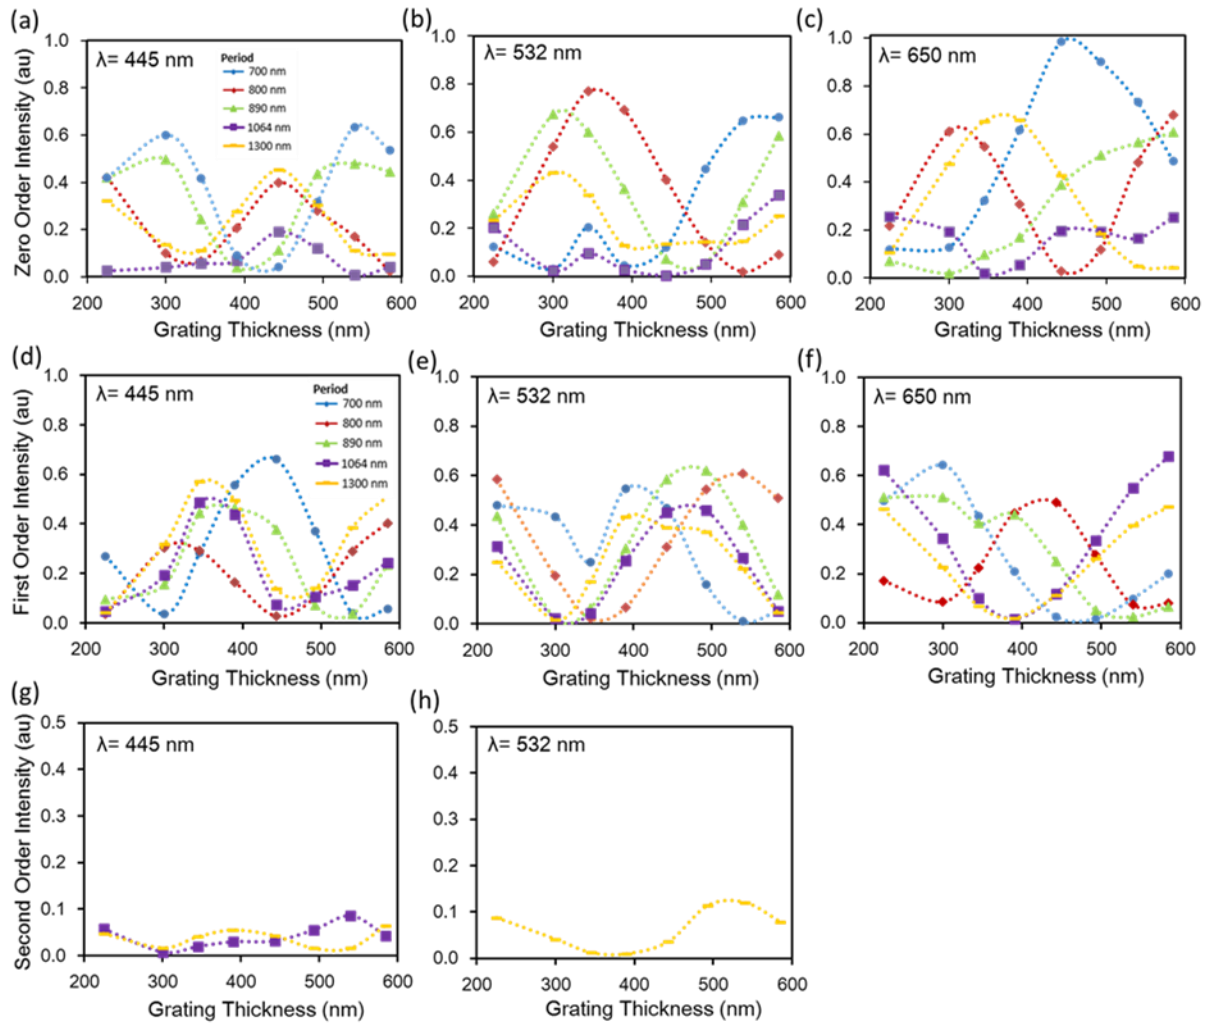 (a)
(b)
(c)
Zero Order Intensity (au)
1.0
0.8
0.6
0.4
0.2
0.0
λ= 445 nm
Period
700 nm
800 nm
890 nm
1064 nm
1300 nm
200 300 400 500 600
Grating Thickness (nm)
1.0
0.8
0.6
0.4
0.2
0.0
λ= 532 nm
200 300 400 500 600
Grating Thickness (nm)
1.0
0.8
0.6
0.4
0.2
0.0
λ= 650 nm
200 300 400 500 600
Grating Thickness (nm)
(d)
(e)
(f)
First Order Intensity (au)
1.0
0.8
0.6
0.4
0.2
0.0
λ= 445 nm
Period
700 nm
800 nm
890 nm
1064 nm
1300 nm
200 300 400 500 600
Grating Thickness (nm)
1.0
0.8
0.6
0.4
0.2
0.0
λ= 532 nm
200 300 400 500 600
Grating Thickness (nm)
1.0
0.8
0.6
0.4
0.2
0.0
λ= 650 nm
200 300 400 500 600
Grating Thickness (nm)
(g)
(h)
Second Order Intensity (au)
0.5
0.4
0.3
0.2
0.1
0.0
λ= 445 nm
200 300 400 500 600
Grating Thickness (nm)
0.5
0.4
0.3
0.2
0.1
0.0
λ= 532 nm
200 300 400 500 600
Grating Thickness (nm)